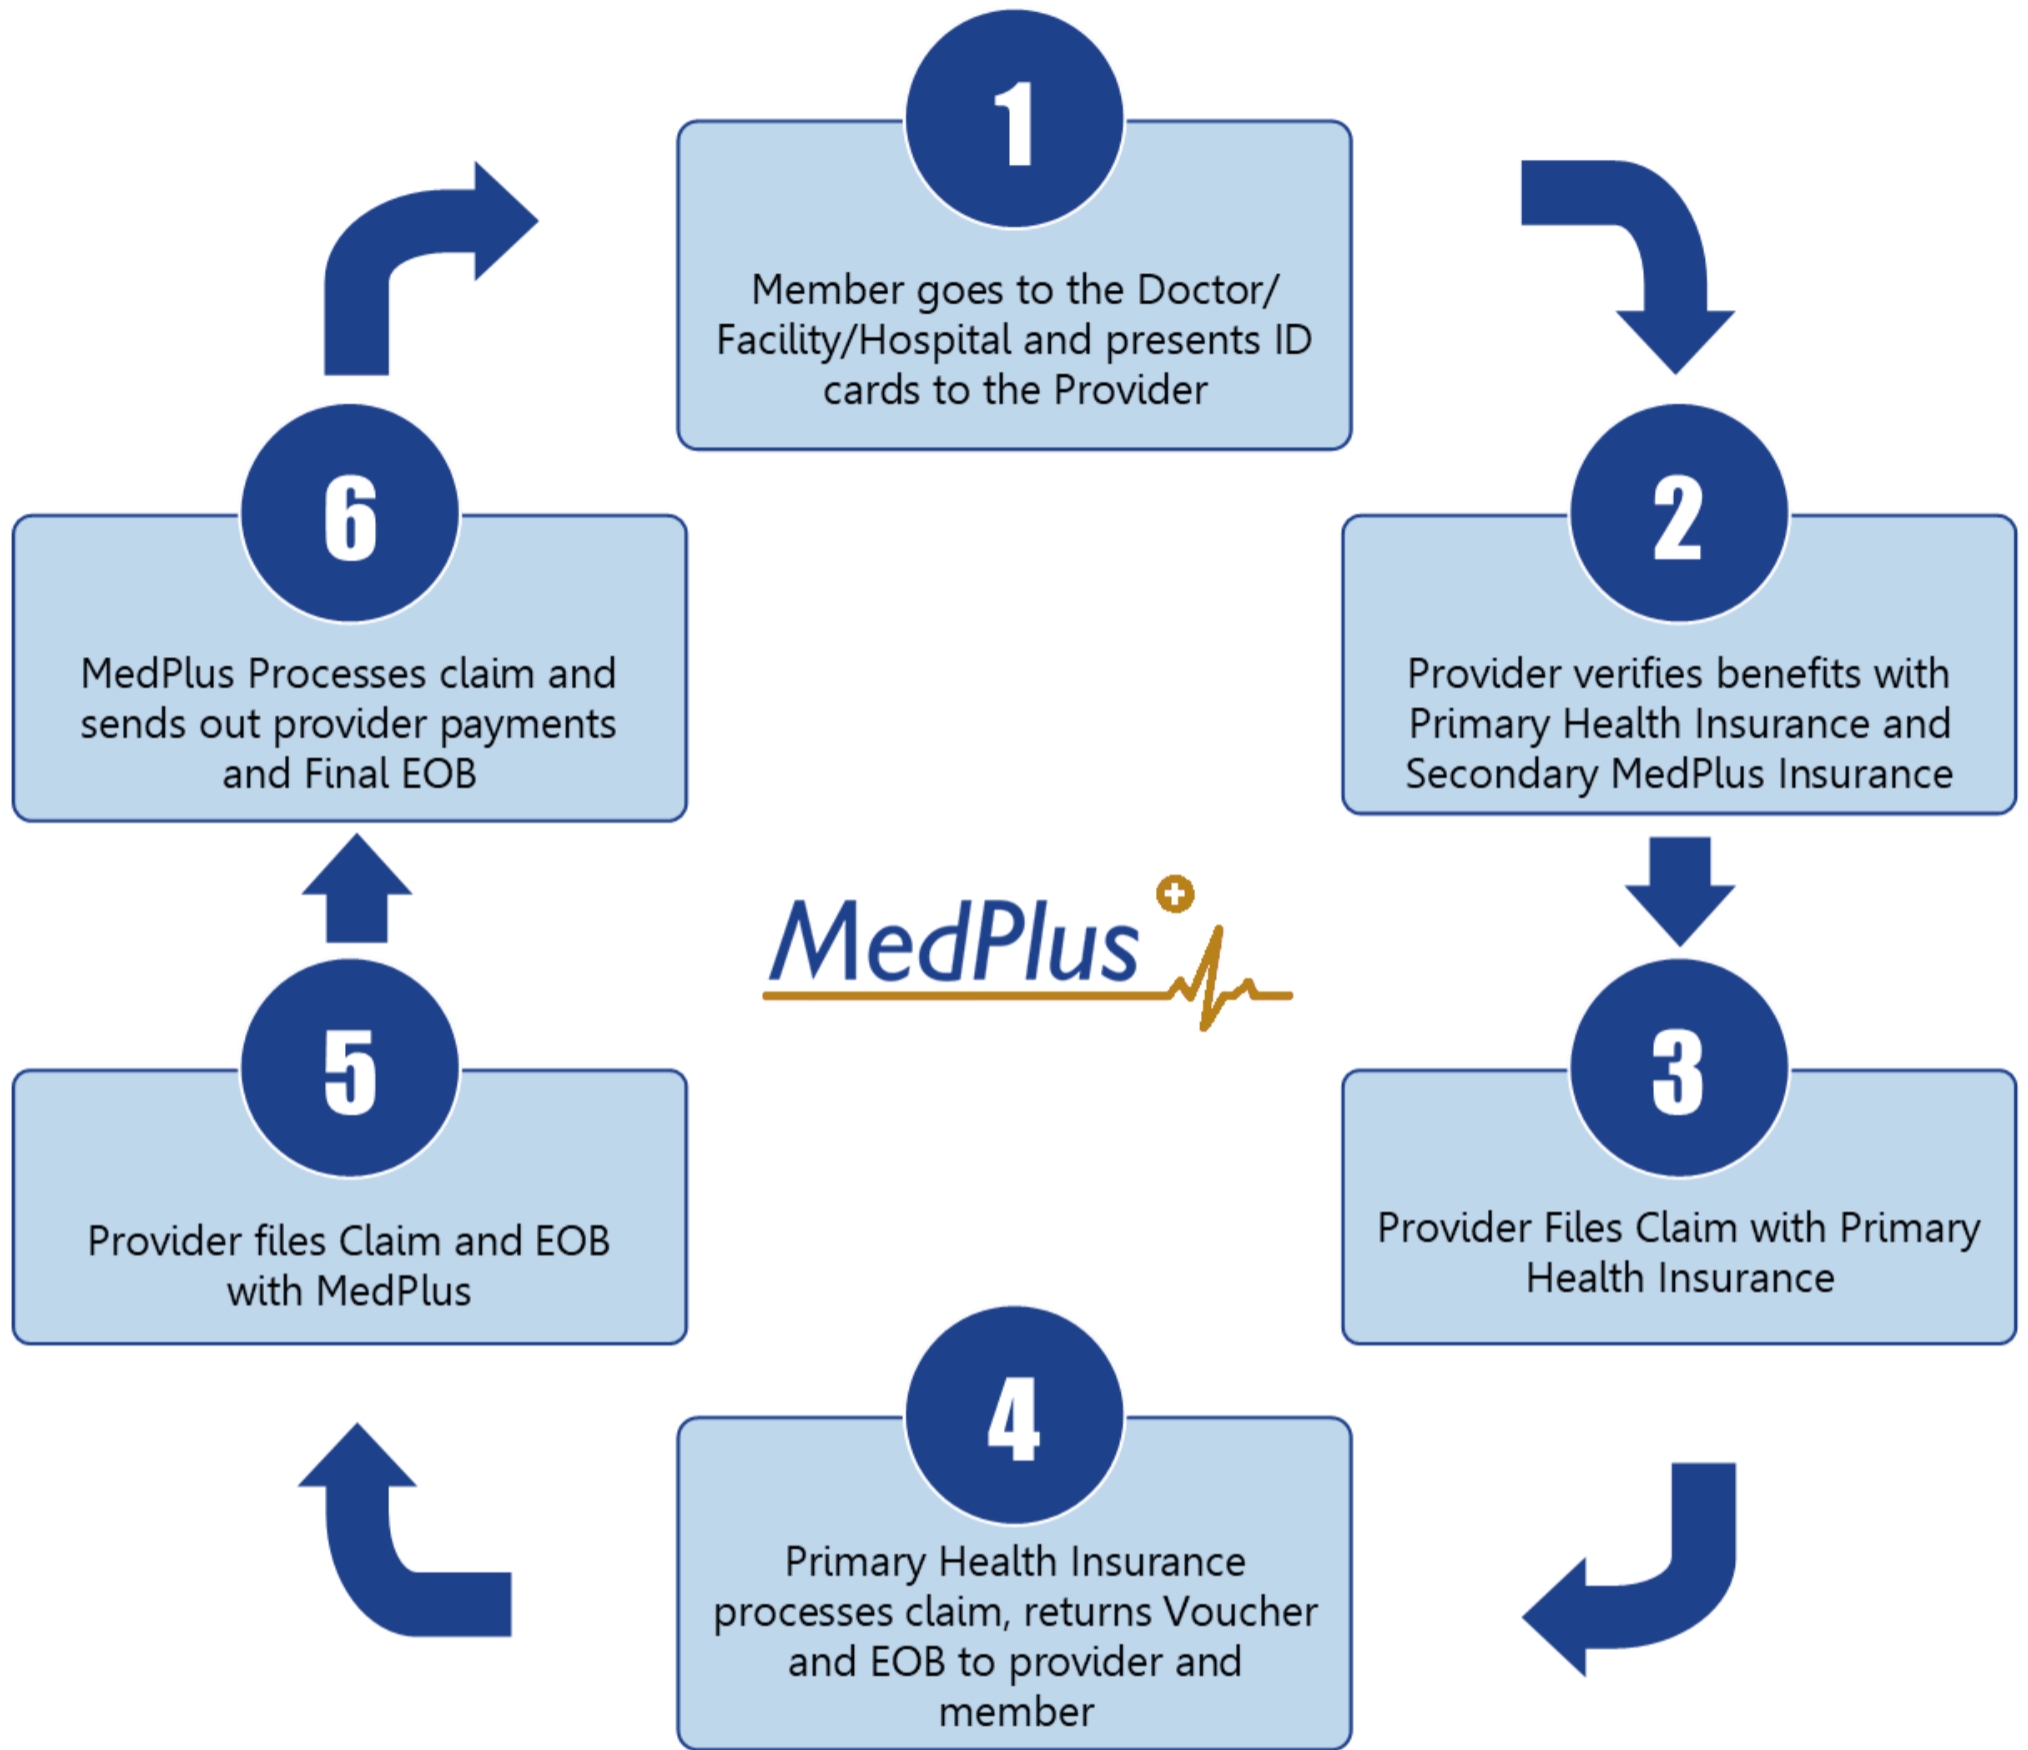 1
Member goes to the Doctor/
Facility/Hospital and presents ID
cards to the Provider
2
Provider verifies benefits with
Primary Health Insurance and
Secondary MedPlus Insurance
3
Provider Files Claim with Primary
Health Insurance
4
Primary Health Insurance
processes claim, returns Voucher
and EOB to provider and
member
5
Provider files Claim and EOB
with MedPlus
6
MedPlus Processes claim and
sends out provider payments
and Final EOB
MedPlus